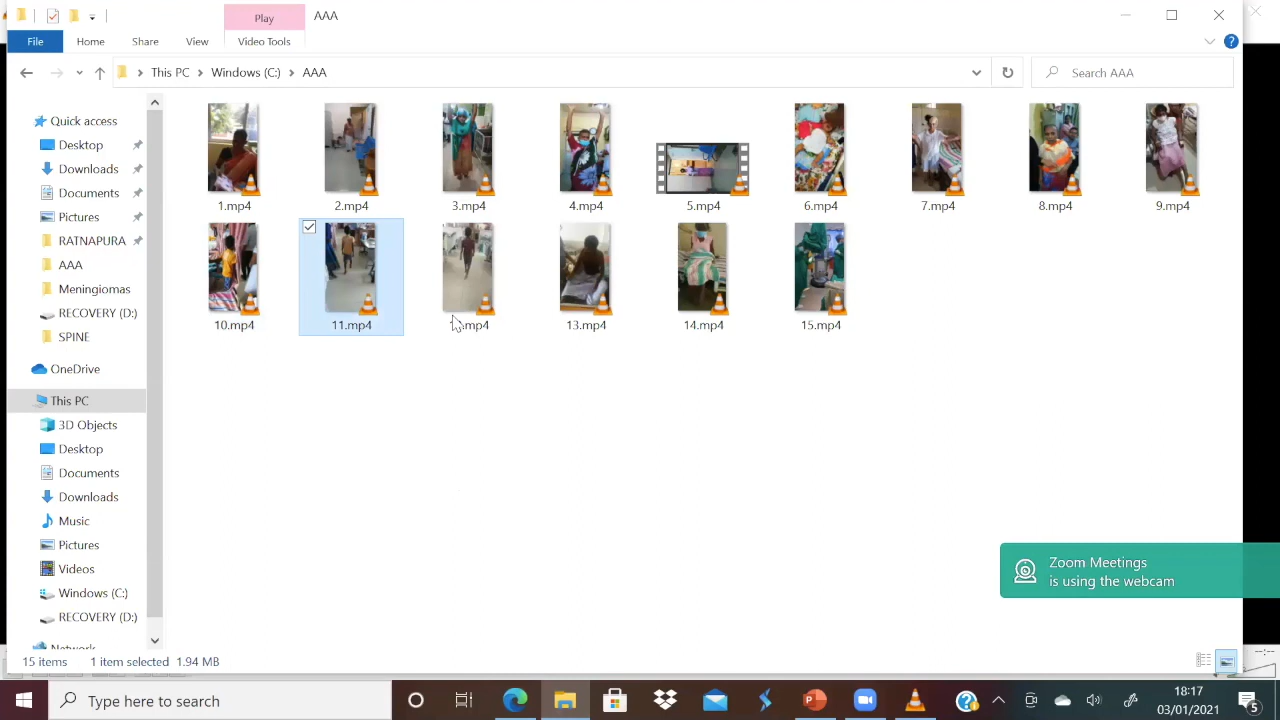 Play
AAA
File
Home
Share
View
Video Tools
This PC
Windows (C:)
AAA
Search AAA
Quick access
Desktop
Downloads
Documents
Pictures
RATNAPURA
AAA
Meningiomas
RECOVERY (D:)
SPINE
OneDrive
This PC
3D Objects
Desktop
Documents
Downloads
Music
Pictures
Videos
Windows (C:)
RECOVERY (D:)
Network
1.mp4
2.mp4
3.mp4
4.mp4
5.mp4
6.mp4
7.mp4
8.mp4
9.mp4
10.mp4
11.mp4
.mp4
13.mp4
14.mp4
15.mp4
Zoom Meetings
is using the webcam
15 items
1 item selected 1.94 MB
Type here to search
18:17
03/01/2021
5